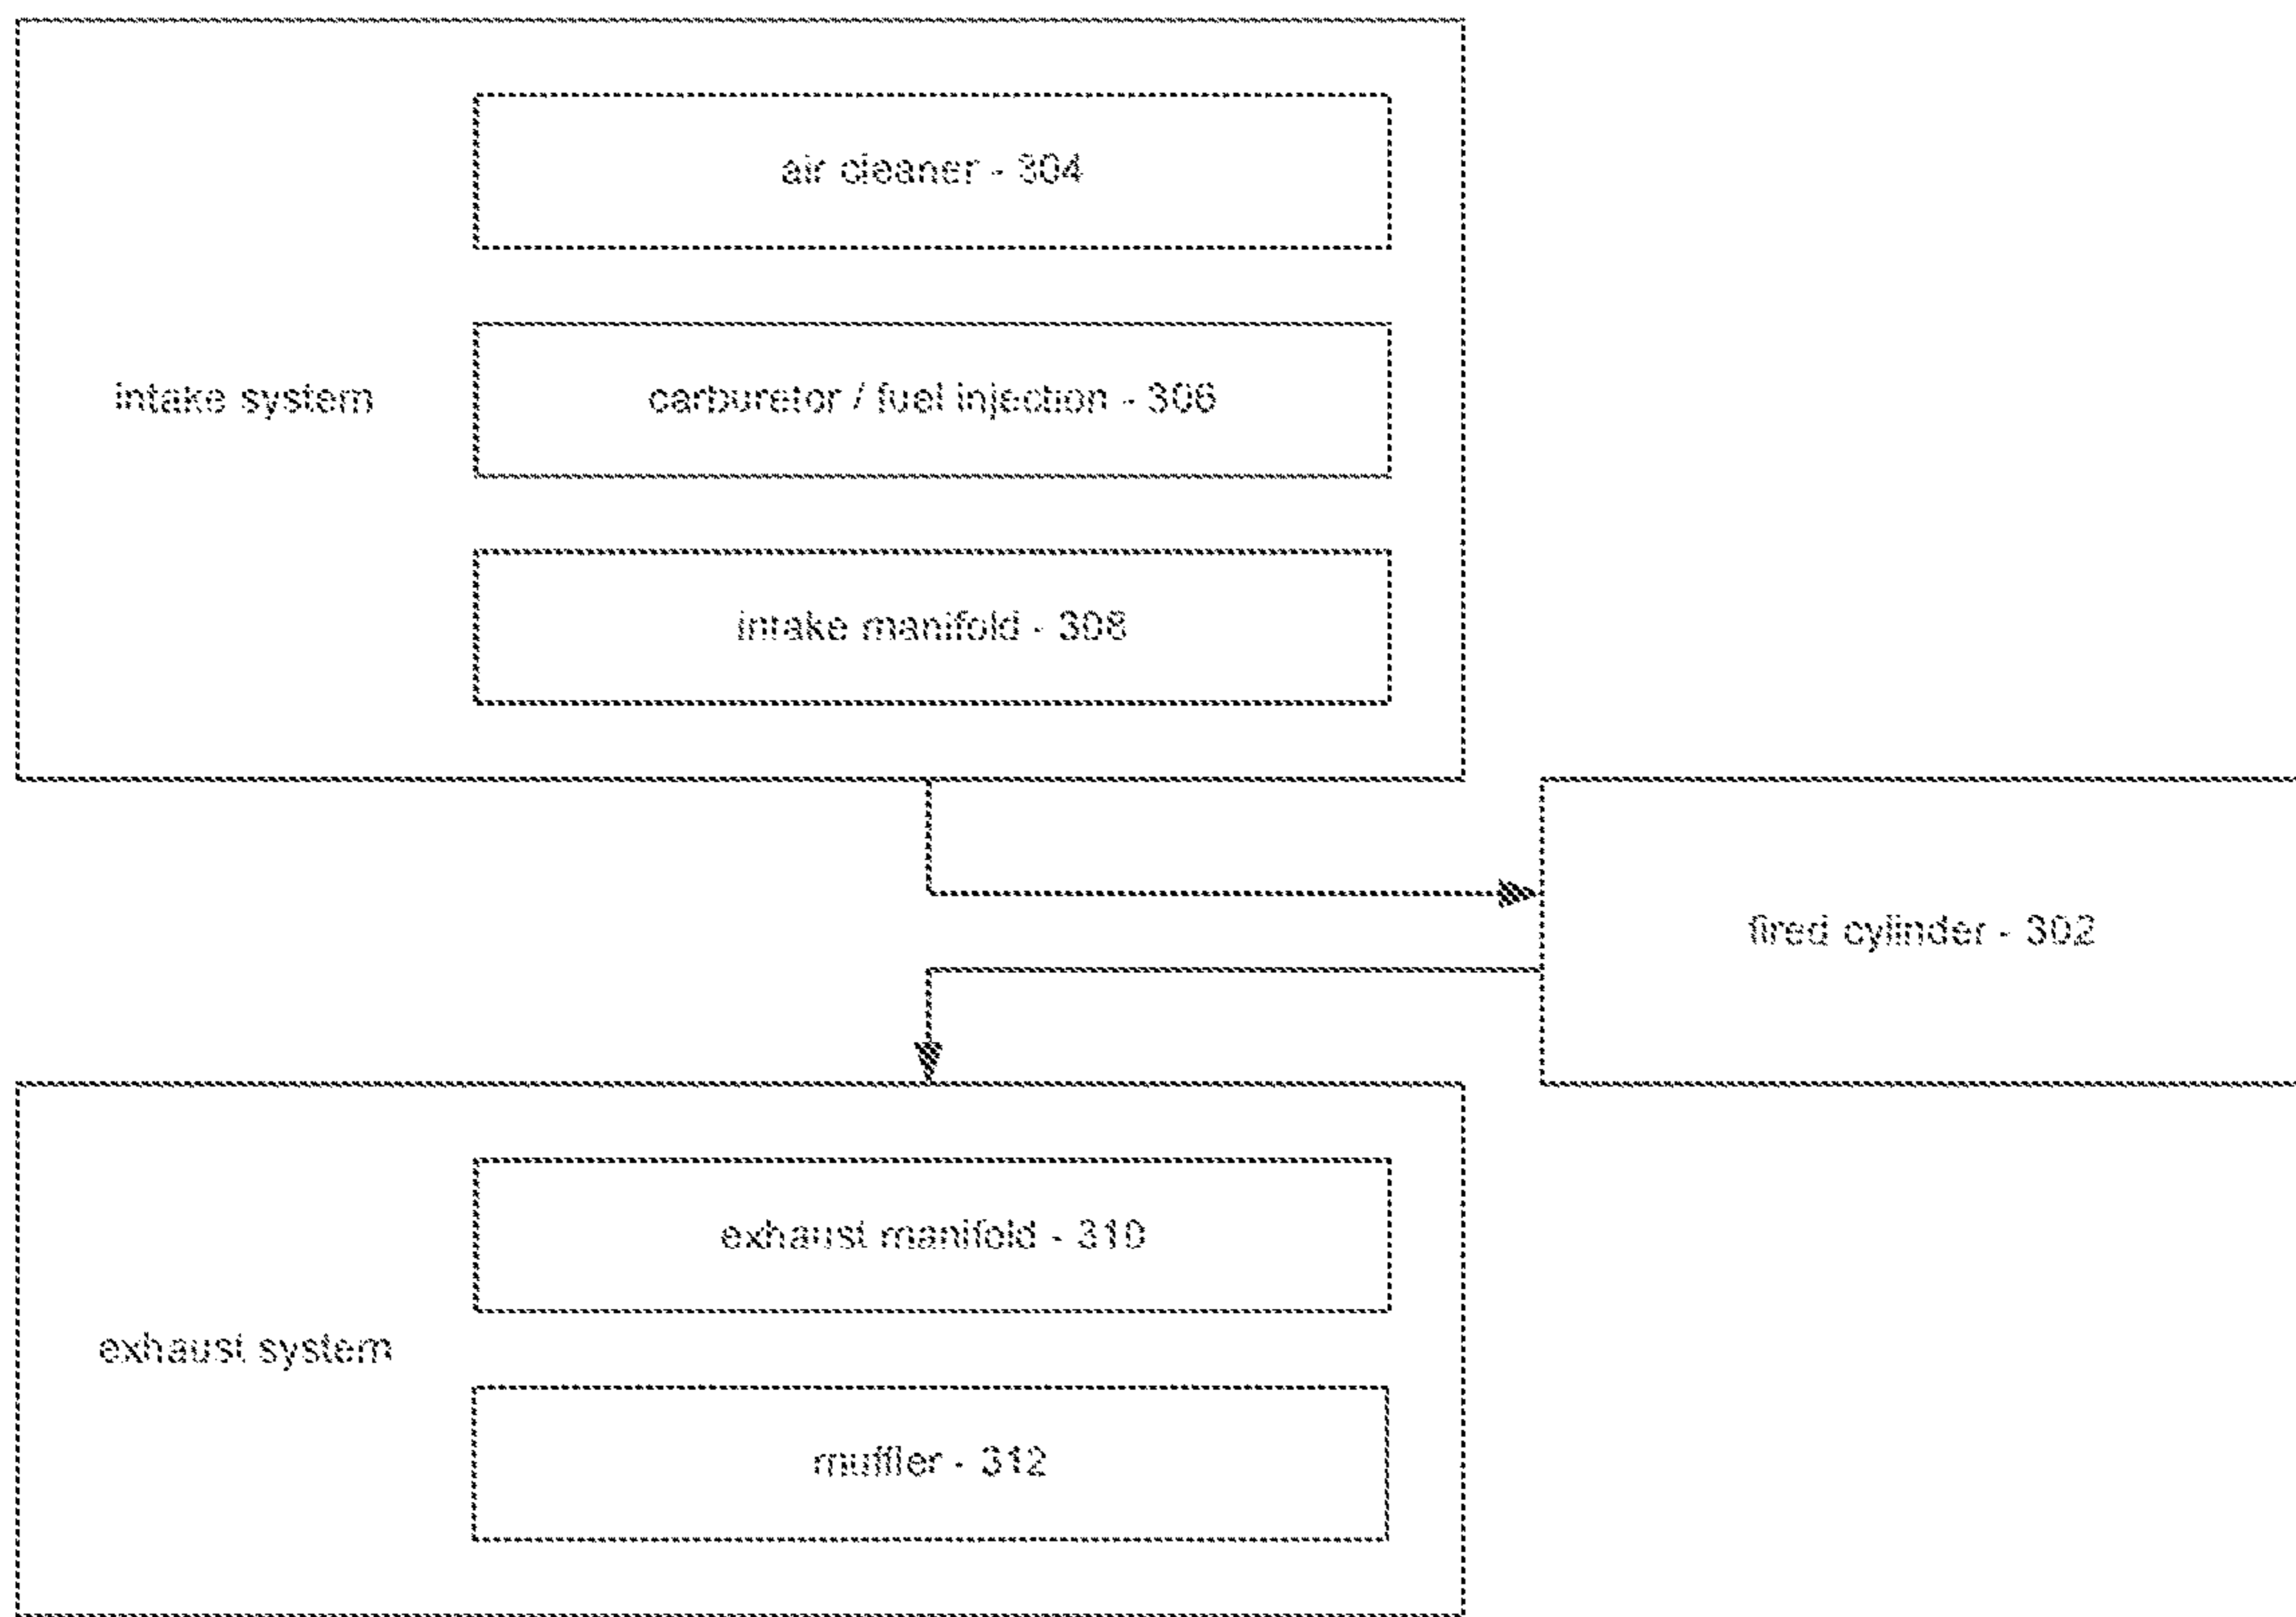 air cleaner - 304
intake system
carburetor / fuel injection - 306
intake manifold - 308
fired cylinder - 302
exhaust manifold - 310
exhaust system
muffler - 312